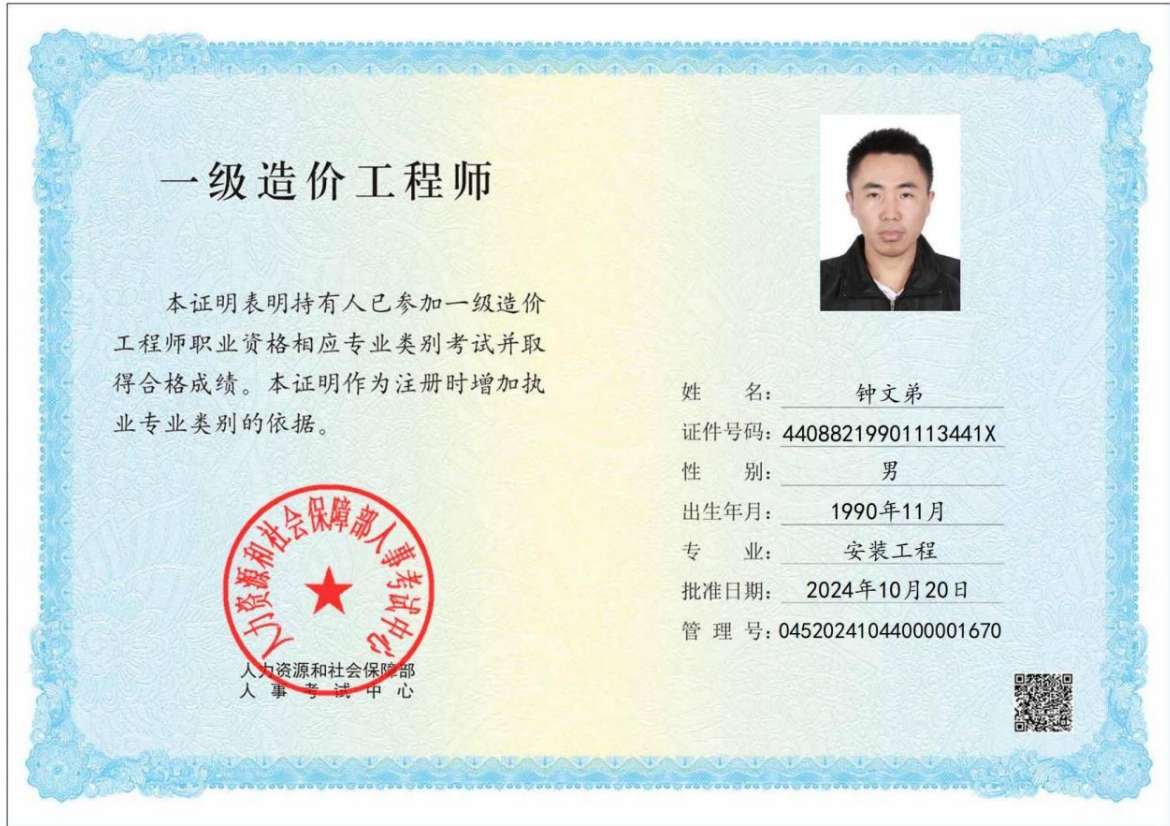 一级造价工程师
本证明表明持有人已参加一级造价
工程师职业资格相应专业类别考试并取
得合格成绩。本证明作为注册时增加执
业专业类别的依据。
人力资源和社会保障部人事考试中心
人力资源和社会保障部
人事考试中心
姓 名：钟文弟
证件号码：44088219901113441X
性 别：男
出生年月：1990年11月
专 业：安装工程
批准日期：2024年10月20日
管 理 号：04520241044000001670